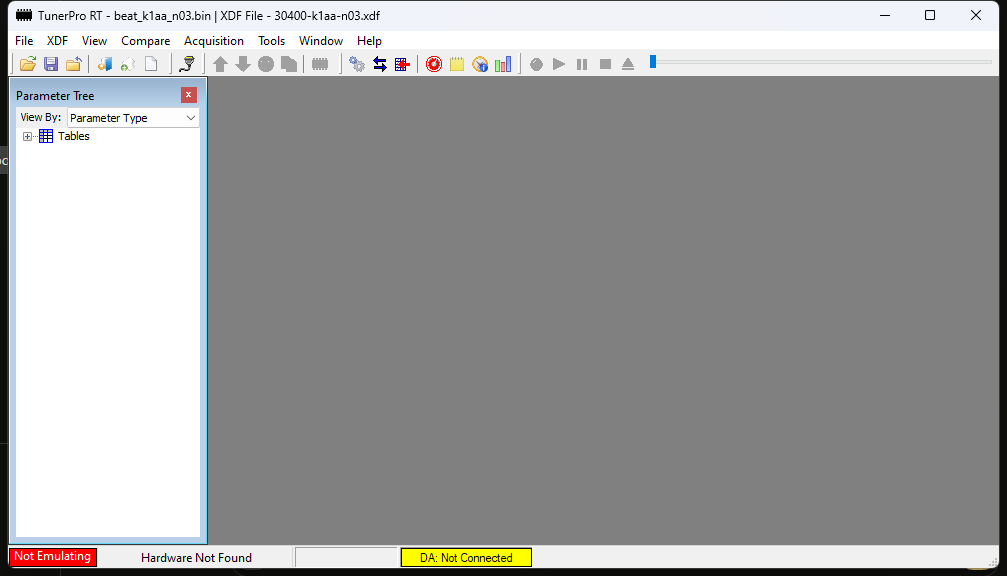 TunerPro RT - beat_k1aa_n03.bin | XDF File - 30400-k1aa-n03.xdf
File XDF View Compare Acquisition Tools Window Help
Parameter Tree
View By: Parameter Type
Tables
Not Emulating Hardware Not Found DA: Not Connected